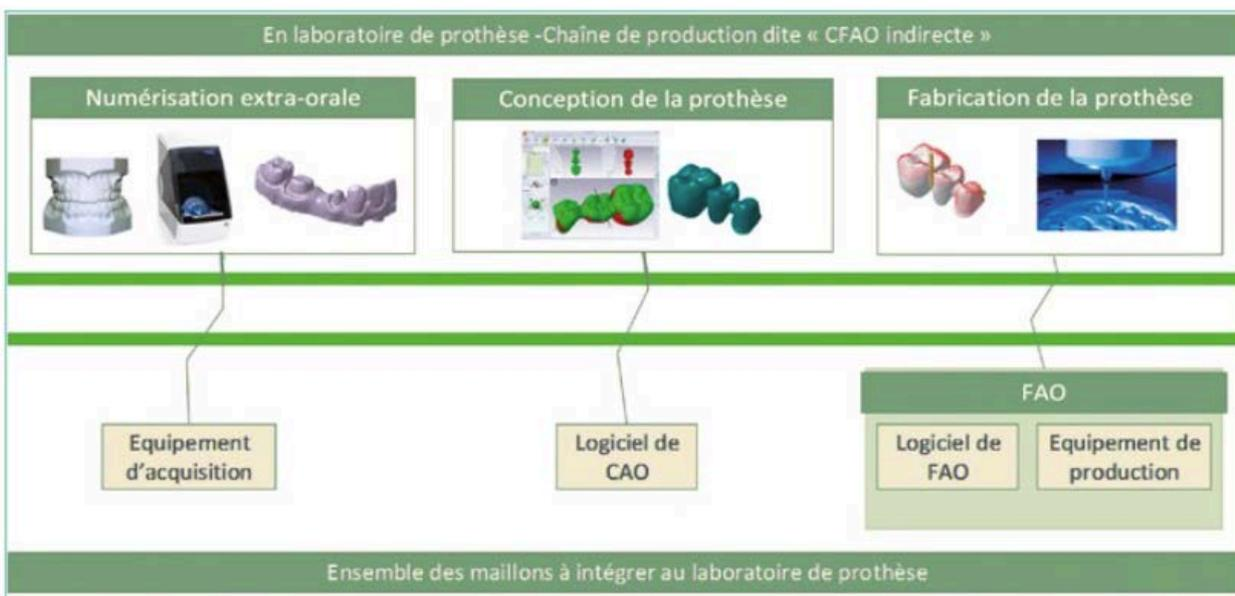 En laboratoire de prothèse -Chaîne de production dite « CFAO indirecte »
Numérisation extra-orale
Conception de la prothèse
Fabrication de la prothèse
Equipement
d’acquisition
Logiciel de
CAO
FAO
Logiciel de
FAO
Equipement de
production
Ensemble des maillons à intégrer au laboratoire de prothèse